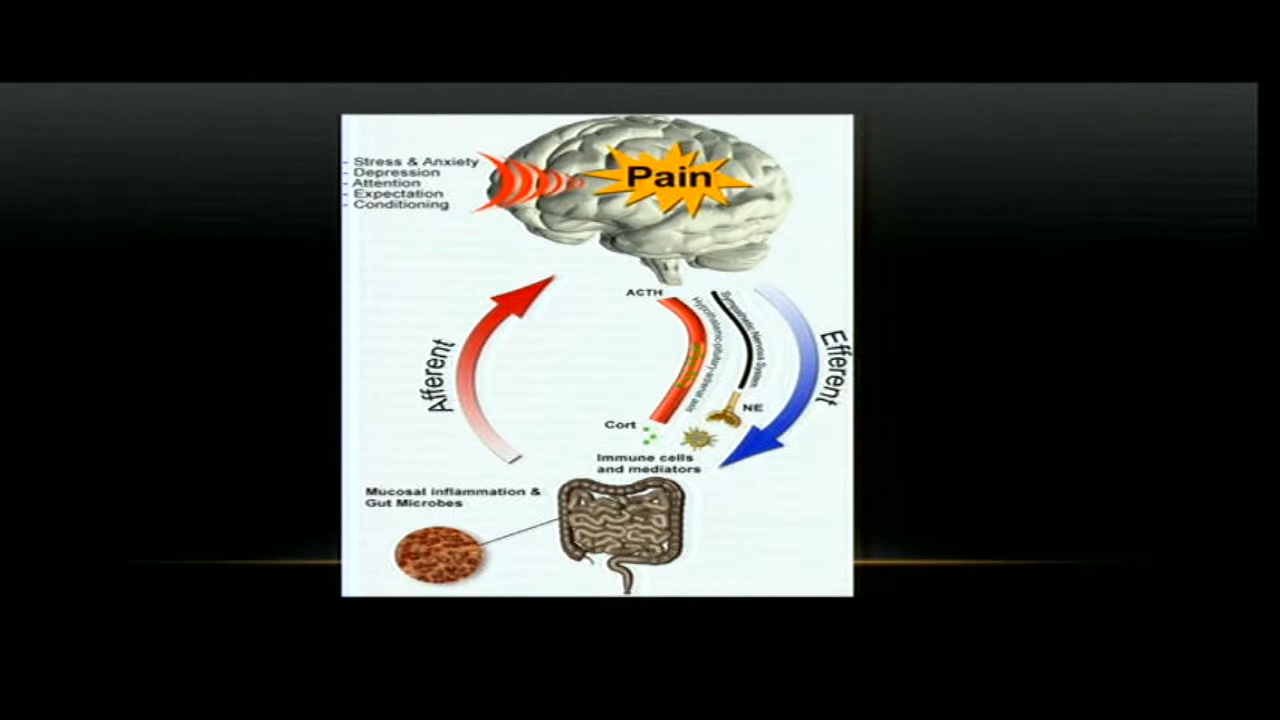 - Stress & Anxiety
- Depression
- Attention
- Expectation
- Conditioning
Pain
ACTH
Hypothalamic-pituitary-adrenal axis
Sympathetic Nervous System
Afferent
Efferent
NE
Cort
Immune cells
and mediators
Mucosal inflammation &
Gut Microbes